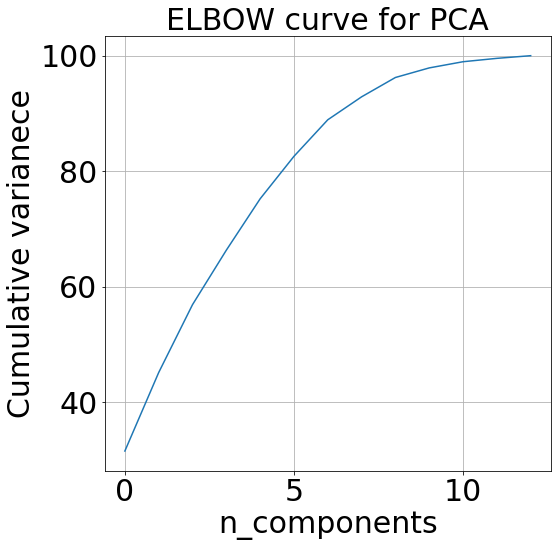 ELBOW curve for PCA
100
80
60
40
Cumulative varianece
0 5 10
n_components